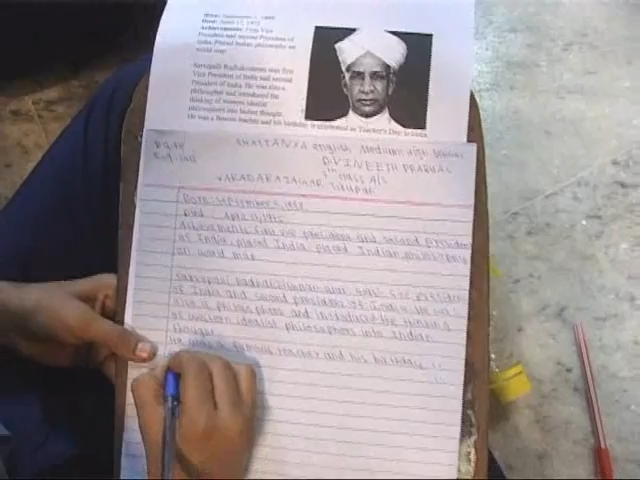 Born: September 5, 1888
Died: April 17, 1975
Achievements: First Vice
President and second President of
India. Placed Indian philosophy on
world map.
Sarvepalli Radhakrishnan was first
Vice President of India and second
President of India. He was also a
philosopher and introduced the
thinking of western idealist
philosophers into Indian thought.
He was a famous teacher and his birthday is celebrated as Teacher's Day in India.
CHAITANYA English Medium High School
D.VINEETH PRABHAS
7th CLASS A/S
VARADARAJANAGAR, TIRUPATI
Born: SEPTEMBER 5, 1888
Died April 17, 1975
Achievements: First vice president and second President
of India, placed India, placed Indian philosophy
on world map
Sarvepalli Radhakrishnan was first vice president
of India and second president of India. He was
also a philosopher and introduced the thinking
of western idealist philosophers into Indian
thought
He was a famous teacher and his birthday is